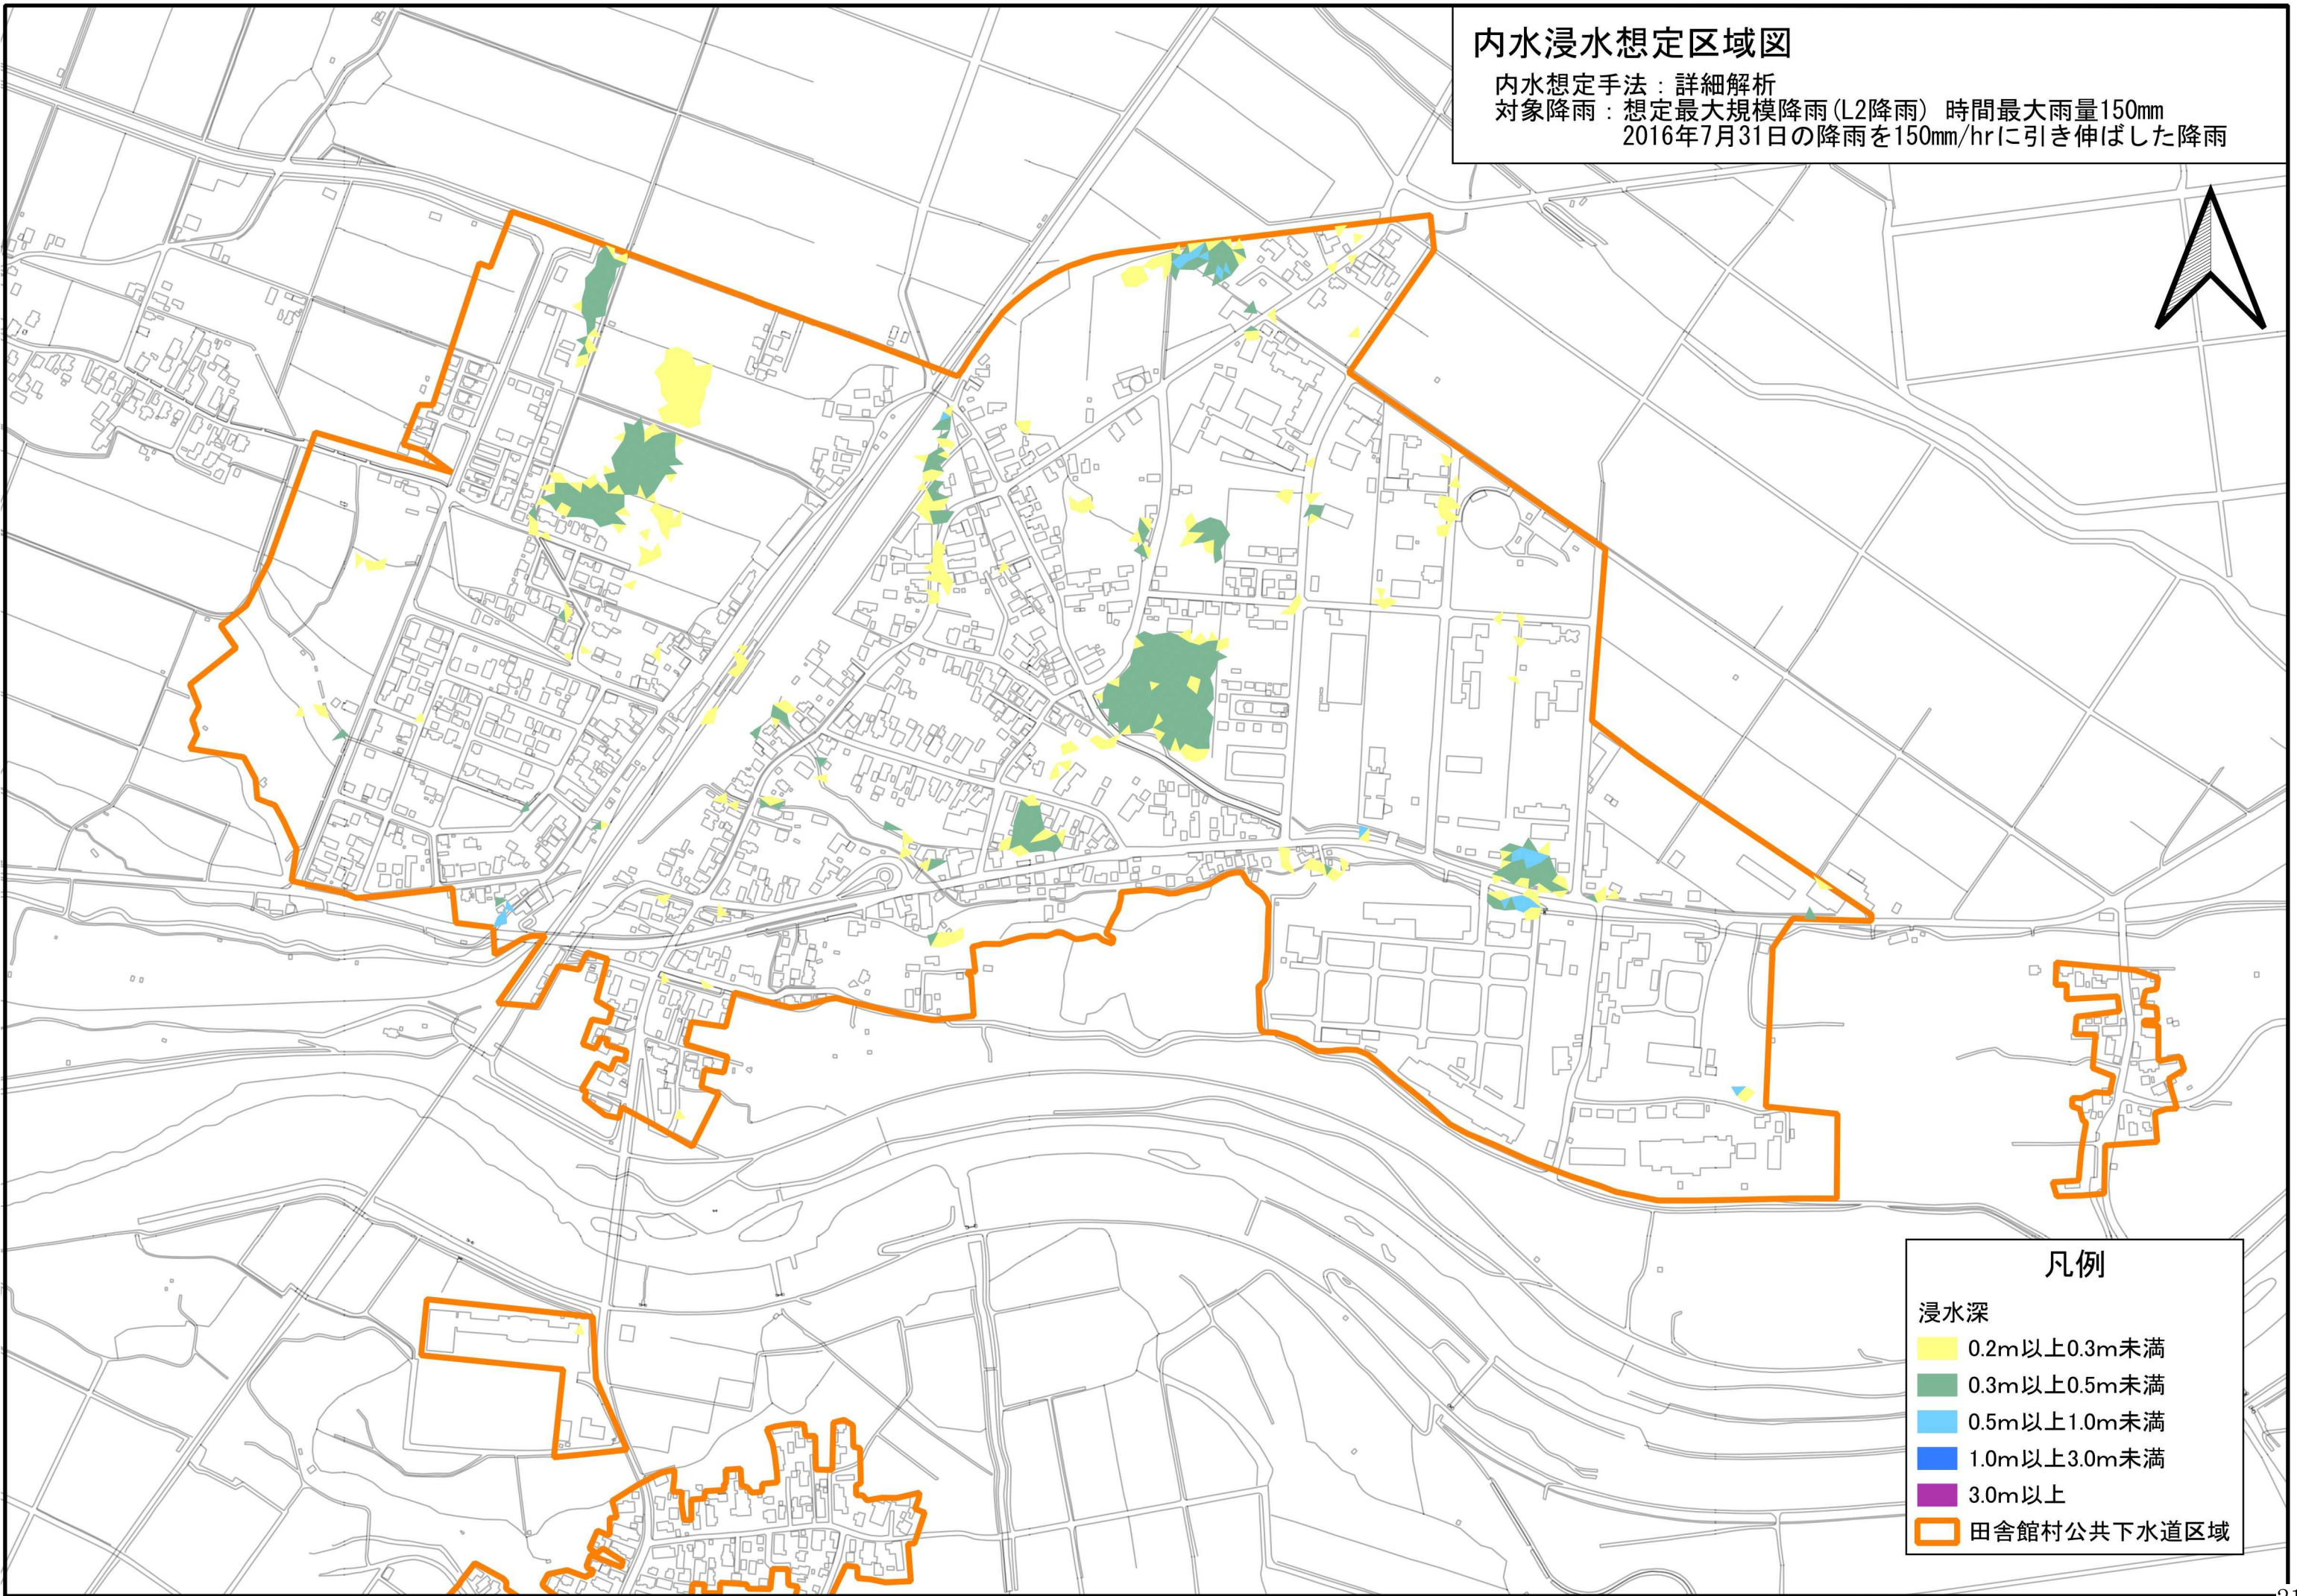 内水浸水想定区域図
内水想定手法：詳細解析
対象降雨：想定最大規模降雨(L2降雨) 時間最大雨量150mm
2016年7月31日の降雨を150mm/hrに引き伸ばした降雨
凡例
浸水深
0.2m以上0.3m未満
0.3m以上0.5m未満
0.5m以上1.0m未満
1.0m以上3.0m未満
3.0m以上
田舎館村公共下水道区域